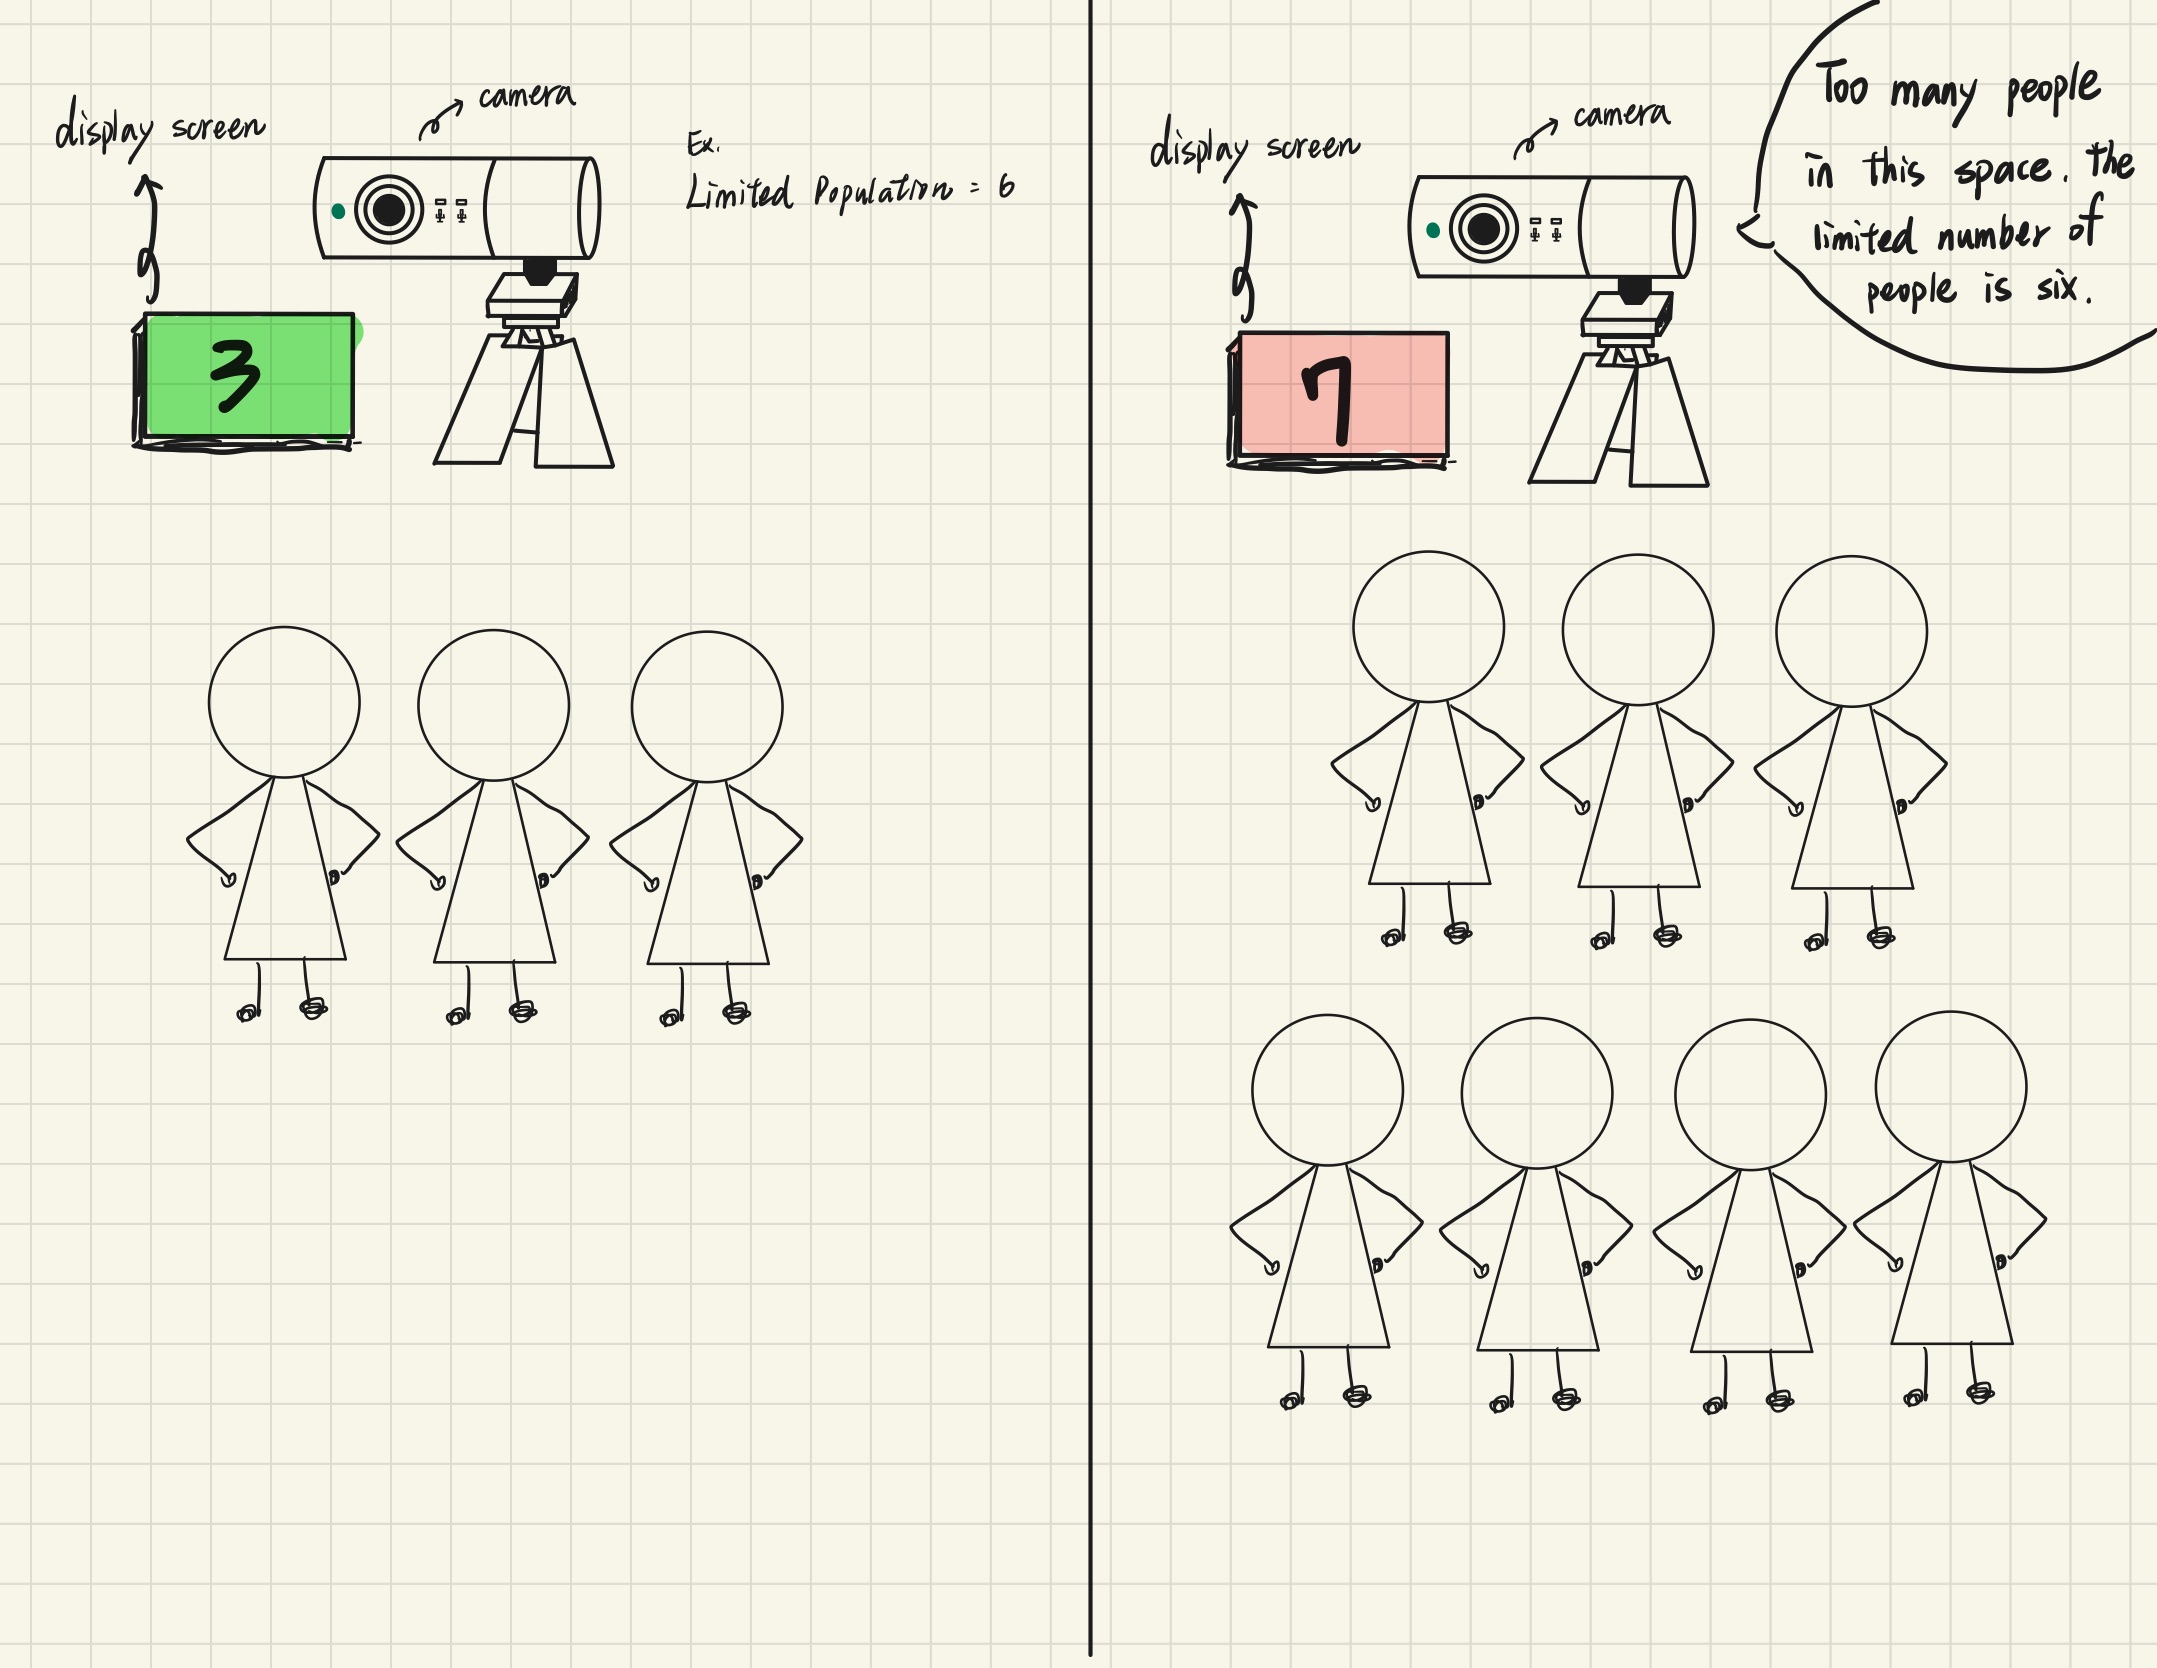 display screen
camera
Ex.
Limited Population = 6
3
display screen
camera
Too many people
in this space. the
limited number of
people is six.
7